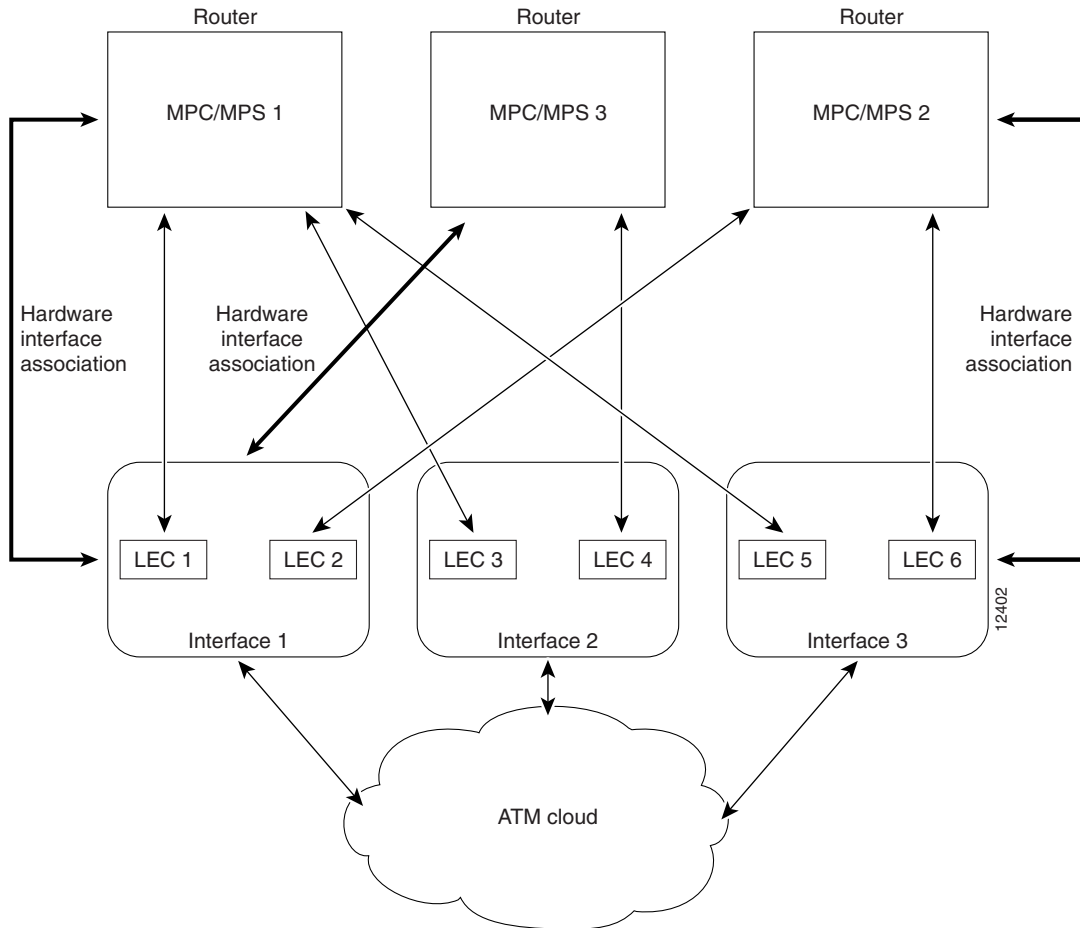 Router
Router
Router
MPC/MPS 1
MPC/MPS 3
MPC/MPS 2
Hardware
interface
association
Hardware
interface
association
Hardware
interface
association
LEC 1
LEC 2
LEC 3
LEC 4
LEC 5
LEC 6
Interface 1
Interface 2
Interface 3
12402
ATM cloud